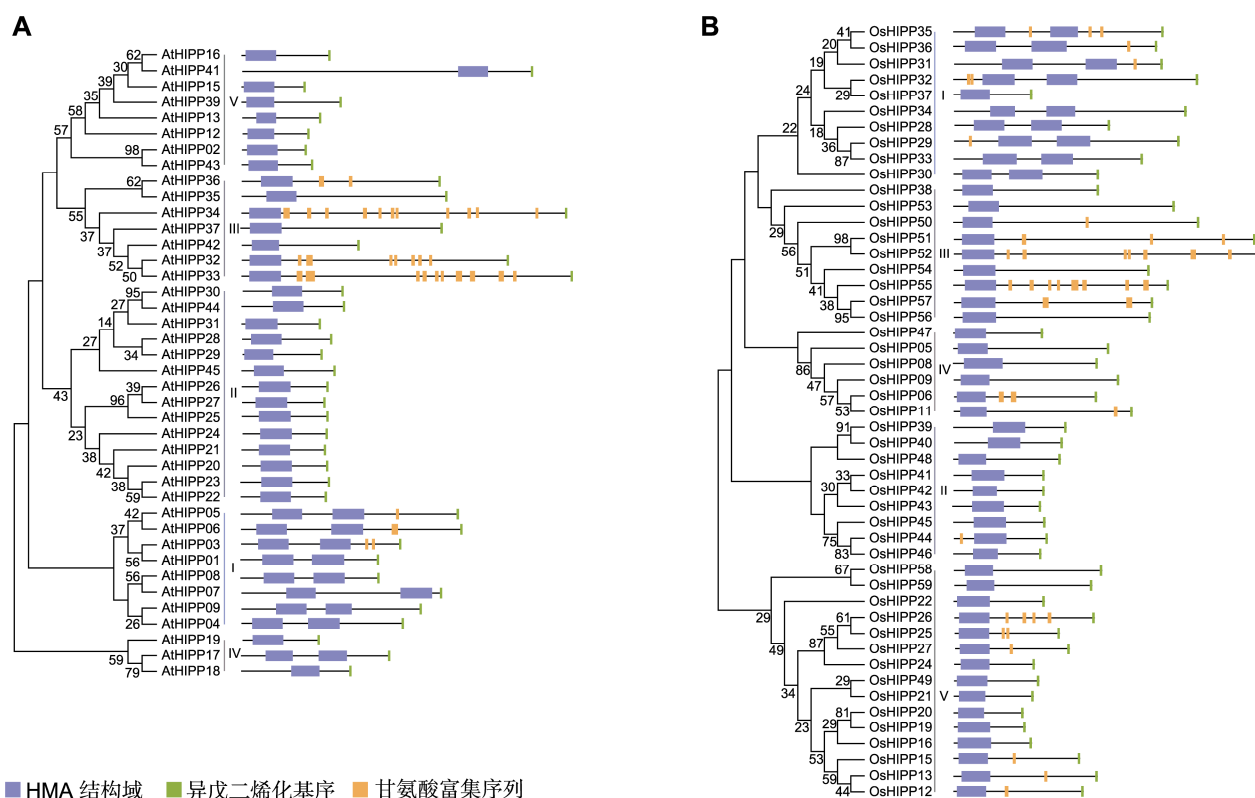 A
62 AtHIPP16
AtHIPP41
30
AtHIPP15
39
AtHIPP39 V
35
AtHIPP13
58
AtHIPP12
57
98 AtHIPP02
AtHIPP43
62 AtHIPP36
AtHIPP35
55
AtHIPP34
37
AtHIPP37 III
37
AtHIPP42
52
AtHIPP32
50 AtHIPP33
95 AtHIPP30
27
AtHIPP44
14
AtHIPP31
27
AtHIPP28
34
AtHIPP29
AtHIPP45
43
39 AtHIPP26
96
AtHIPP27 II
AtHIPP25
23
AtHIPP24
38
AtHIPP21
42
AtHIPP20
38
AtHIPP23
59 AtHIPP22
42 AtHIPP05
37
AtHIPP06
AtHIPP03
56 AtHIPP01
I
56 AtHIPP08
AtHIPP07
AtHIPP09
26 AtHIPP04
AtHIPP19
59
AtHIPP17 IV
79 AtHIPP18
B
41 OsHIPP35
20
OsHIPP36
19
OsHIPP31
24
OsHIPP32
29 OsHIPP37 I
OsHIPP34
22
18
OsHIPP28
36
OsHIPP29
87 OsHIPP33
OsHIPP30
OsHIPP38
OsHIPP53
29
OsHIPP50
56
98 OsHIPP51
OsHIPP52 III
51
OsHIPP54
41
OsHIPP55
38
OsHIPP57
95 OsHIPP56
OsHIPP47
OsHIPP05
86
OsHIPP08
IV
47
OsHIPP09
57
OsHIPP06
53 OsHIPP11
91 OsHIPP39
OsHIPP40
OsHIPP48
33 OsHIPP41
30
OsHIPP42 II
OsHIPP43
OsHIPP45
75
OsHIPP44
83 OsHIPP46
67 OsHIPP58
OsHIPP59
OsHIPP22
29
61 OsHIPP26
55
OsHIPP25
87
OsHIPP27
49
OsHIPP24
29 OsHIPP49
34
OsHIPP21 V
81 OsHIPP20
23
29
OsHIPP19
OsHIPP16
53
OsHIPP15
59
OsHIPP13
44 OsHIPP12
HMA 结构域 异戊二烯化基序 甘氨酸富集序列